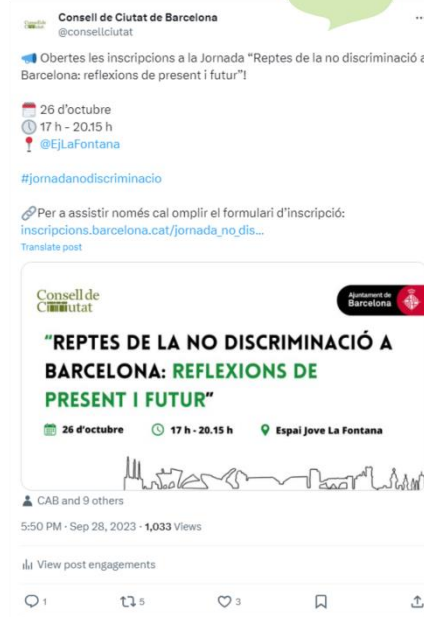 Consell de Ciutat de Barcelona
@consellciutat
Obertes les inscripcions a la Jornada “Reptes de la no discriminació a
Barcelona: reflexions de present i futur”!
26 d’octubre
17 h - 20.15 h
@EjLaFontana
#jornadanodiscriminacio
Per a assistir només cal omplir el formulari d’inscripció:
inscripcions.barcelona.cat/jornada_no_dis...
Translate post
Consell de
Ciutat
Ajuntament de
Barcelona
“REPTES DE LA NO DISCRIMINACIÓ A
BARCELONA: REFLEXIONS DE
PRESENT I FUTUR”
26 d’octubre 17 h - 20.15 h Espai Jove La Fontana
CAB and 9 others
5:50 PM · Sep 28, 2023 · 1,033 Views
View post engagements
1 5 3